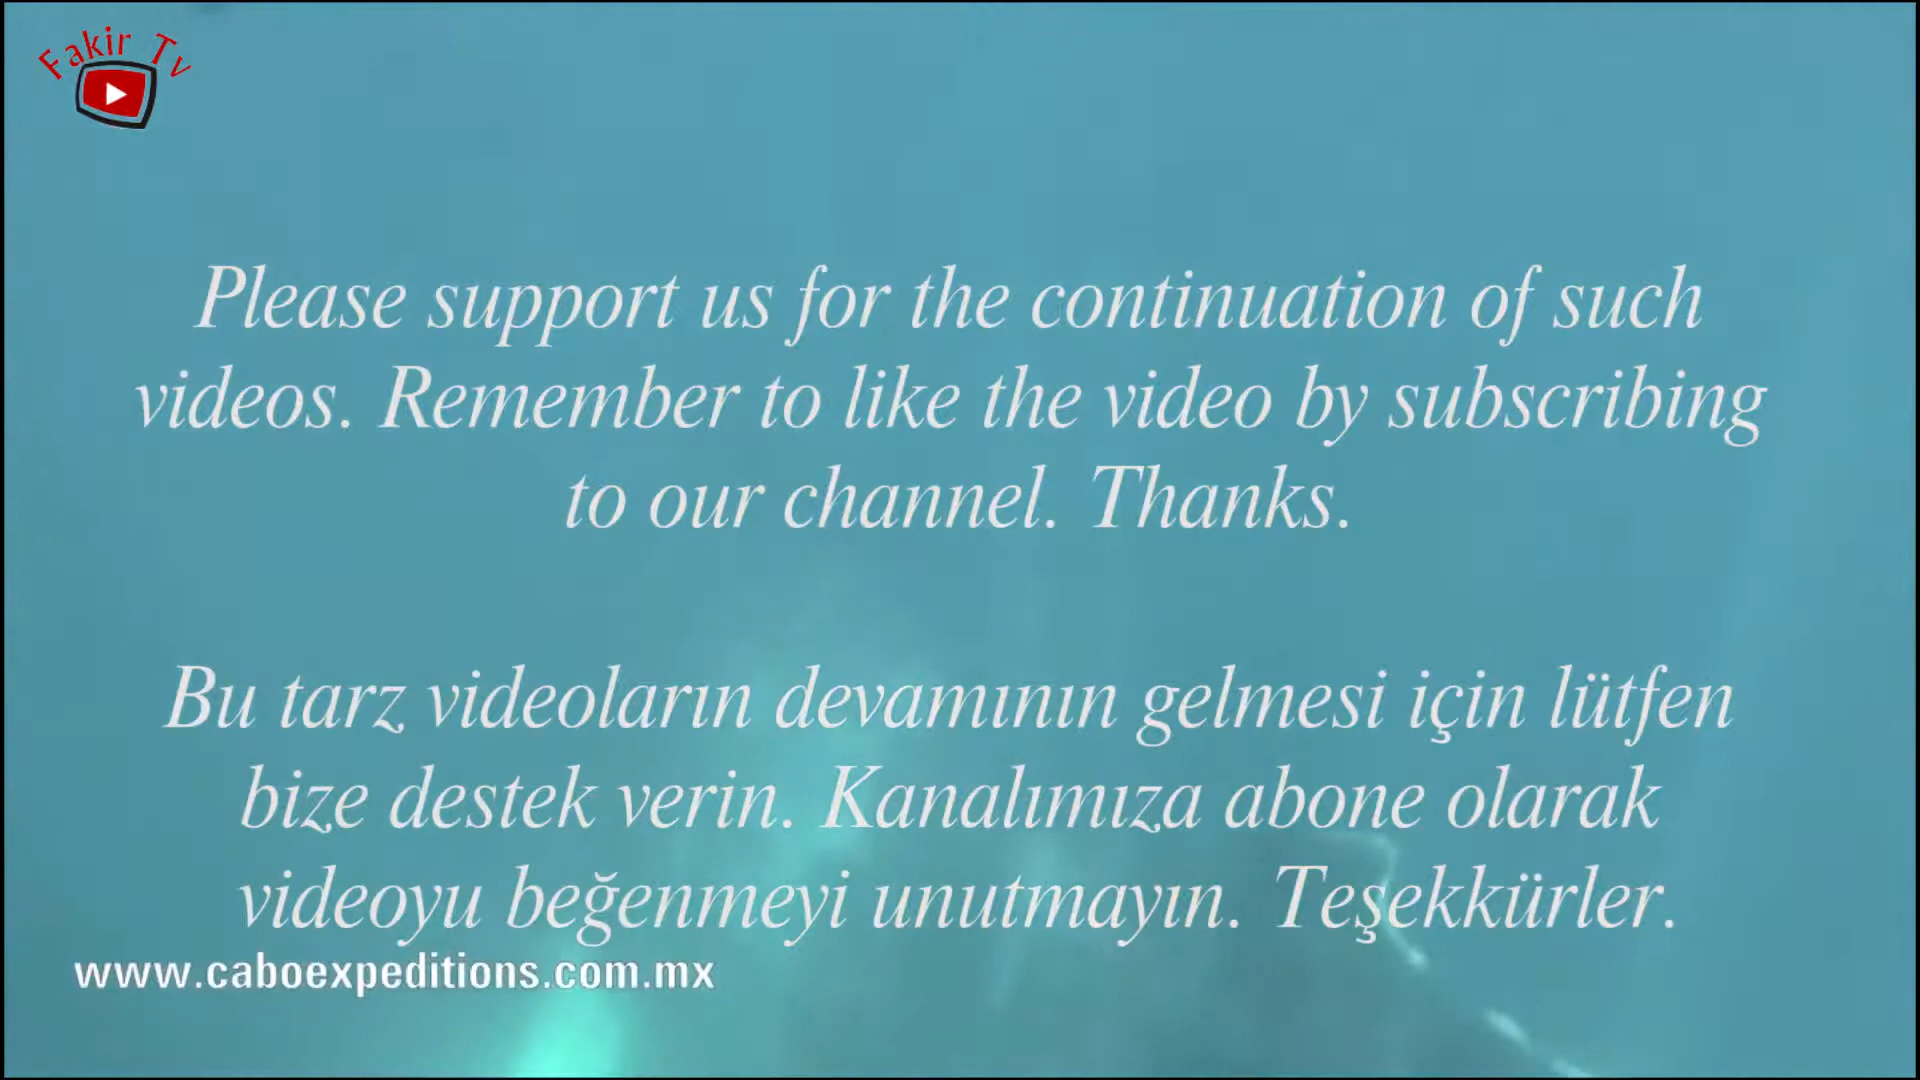 Fakir Tv
Please support us for the continuation of such
videos. Remember to like the video by subscribing
to our channel. Thanks.
Bu tarz videoların devamının gelmesi için lütfen
bize destek verin. Kanalımıza abone olarak
videoyu beğenmeyi unutmayın. Teşekkürler.
www.caboexpeditions.com.mx